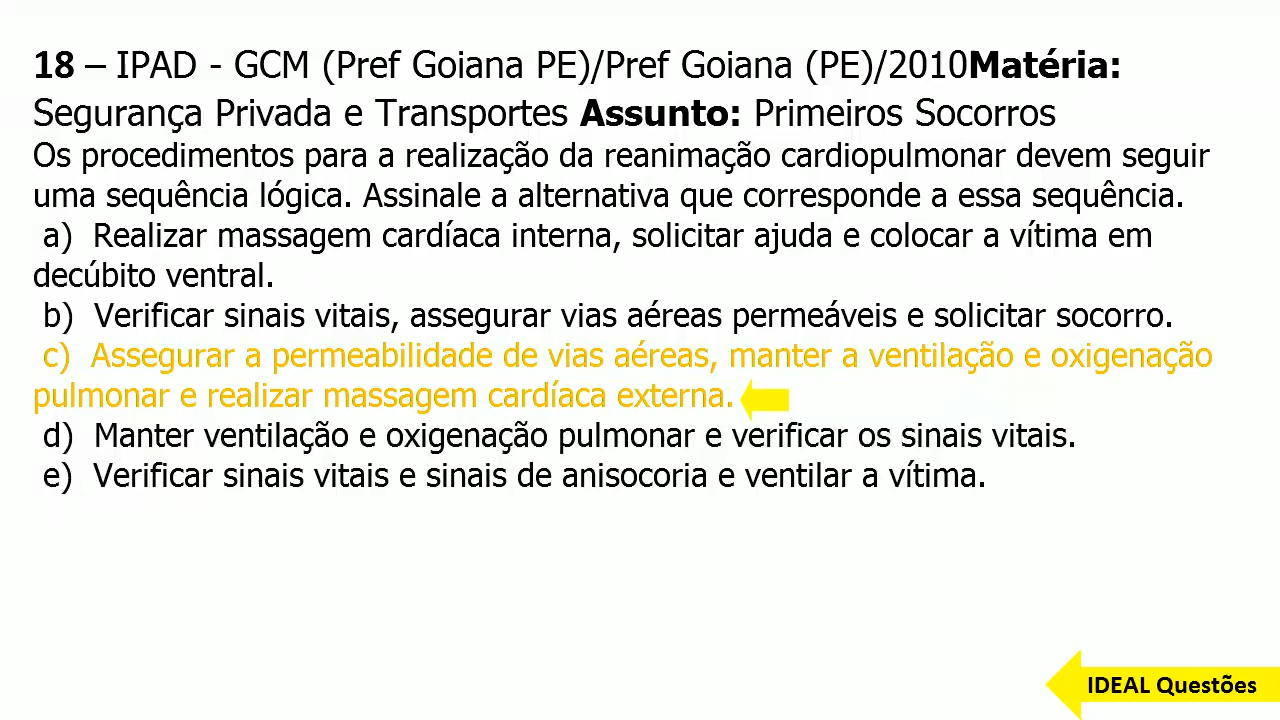 18 – IPAD - GCM (Pref Goiana PE)/Pref Goiana (PE)/2010Matéria:
Segurança Privada e Transportes Assunto: Primeiros Socorros
Os procedimentos para a realização da reanimação cardiopulmonar devem seguir
uma sequência lógica. Assinale a alternativa que corresponde a essa sequência.
a) Realizar massagem cardíaca interna, solicitar ajuda e colocar a vítima em
decúbito ventral.
b) Verificar sinais vitais, assegurar vias aéreas permeáveis e solicitar socorro.
c) Assegurar a permeabilidade de vias aéreas, manter a ventilação e oxigenação
pulmonar e realizar massagem cardíaca externa.
d) Manter ventilação e oxigenação pulmonar e verificar os sinais vitais.
e) Verificar sinais vitais e sinais de anisocoria e ventilar a vítima.
IDEAL Questões